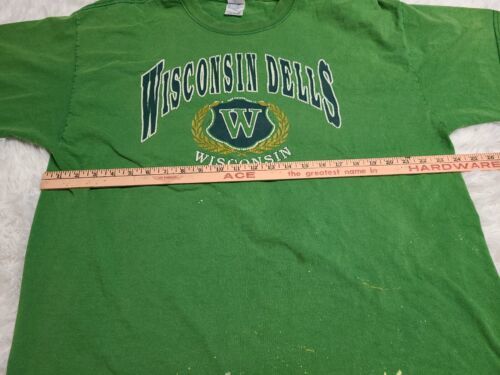 WISCONSIN DELLS
W
WISCONSIN
ACE the greatest name in HARDWARE